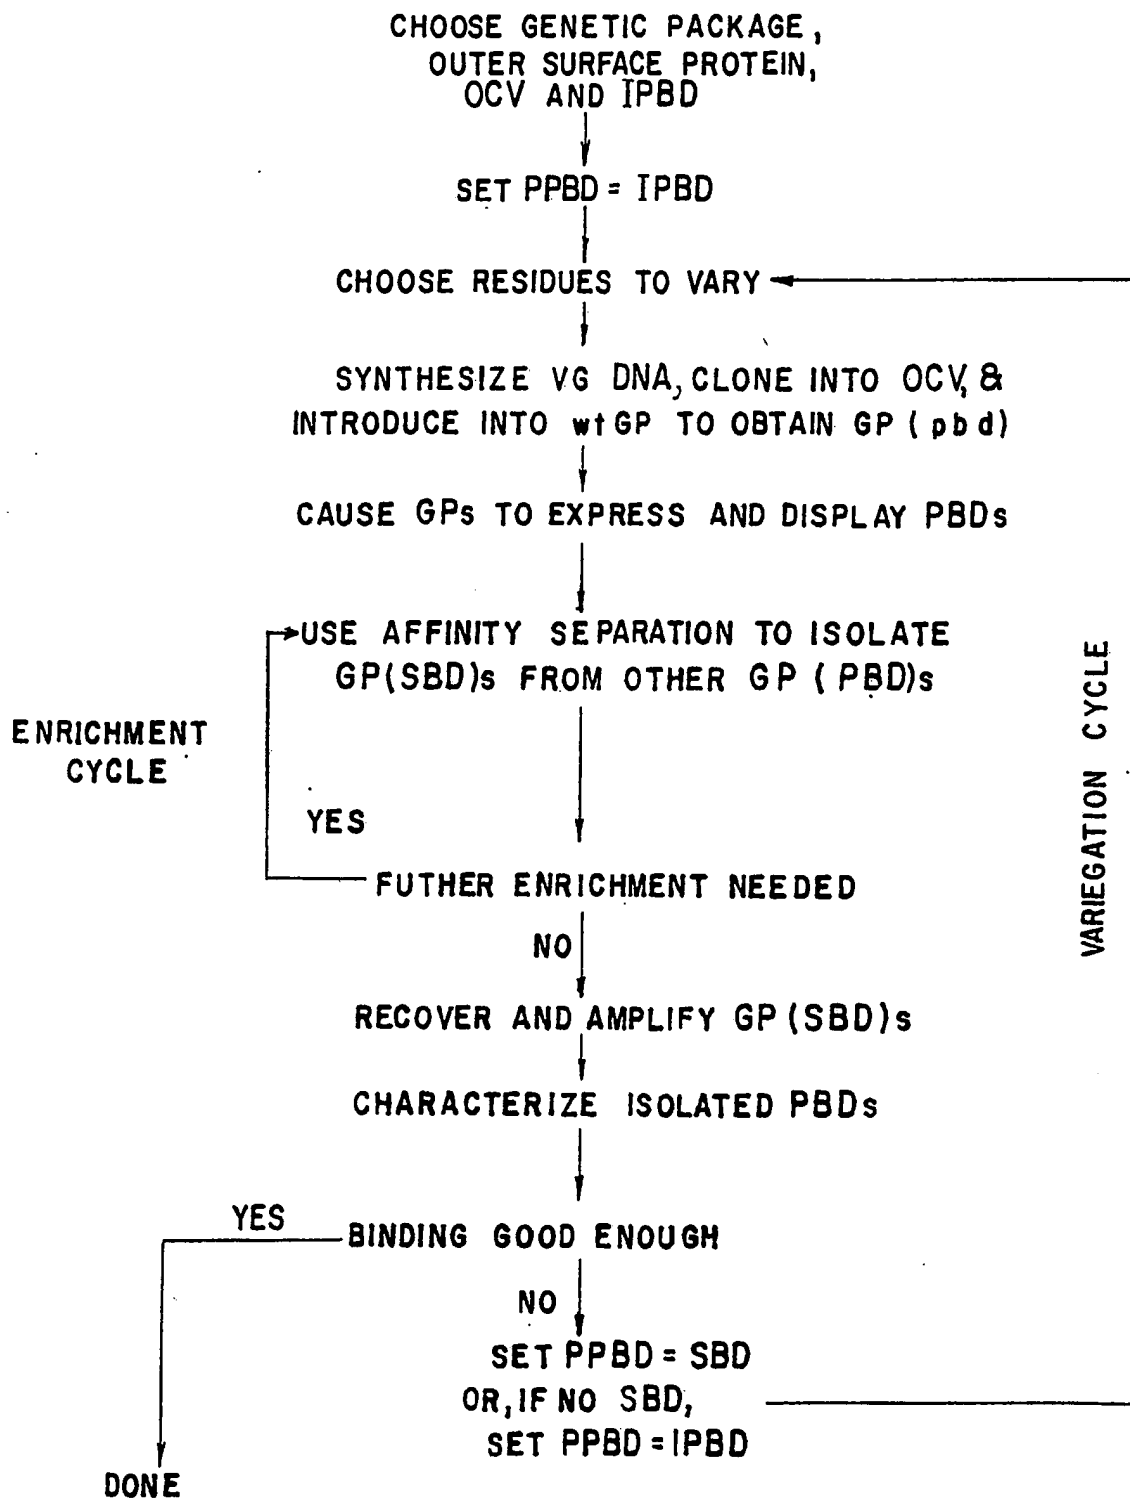 CHOOSE GENETIC PACKAGE,
OUTER SURFACE PROTEIN,
OCV AND IPBD
SET PPBD = IPBD
CHOOSE RESIDUES TO VARY
SYNTHESIZE VG DNA, CLONE INTO OCV, &
INTRODUCE INTO wtGP TO OBTAIN GP (pbd)
CAUSE GPs TO EXPRESS AND DISPLAY PBDs
USE AFFINITY SEPARATION TO ISOLATE
GP(SBD)s FROM OTHER GP (PBD)s
ENRICHMENT
CYCLE
VARIEGATION CYCLE
YES
FUTHER ENRICHMENT NEEDED
NO
RECOVER AND AMPLIFY GP(SBD)s
CHARACTERIZE ISOLATED PBDs
YES
BINDING GOOD ENOUGH
NO
SET PPBD = SBD
OR, IF NO SBD,
SET PPBD = IPBD
DONE